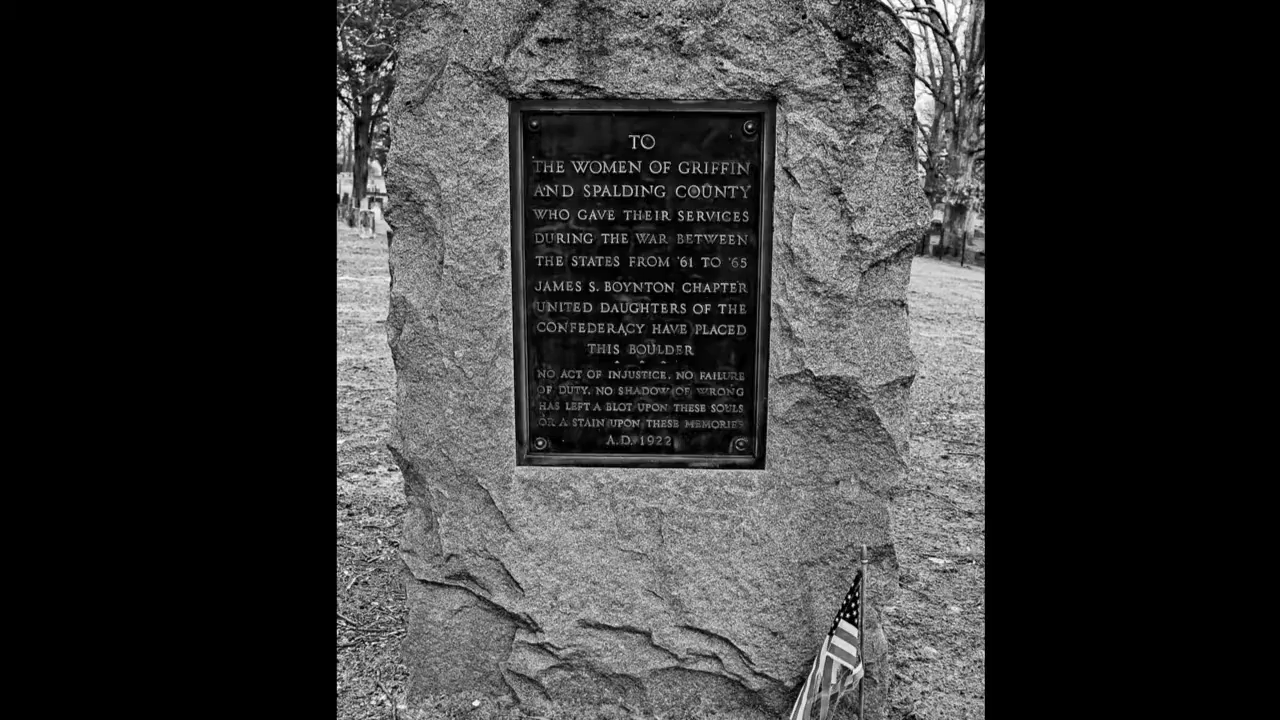 TO
THE WOMEN OF GRIFFIN
AND SPALDING COUNTY
WHO GAVE THEIR SERVICES
DURING THE WAR BETWEEN
THE STATES FROM '61 TO '65
JAMES S. BOYNTON CHAPTER
UNITED DAUGHTERS OF THE
CONFEDERACY HAVE PLACED
THIS BOULDER
NO ACT OF INJUSTICE, NO FAILURE
OF DUTY, NO SHADOW OF WRONG
HAS LEFT A BLOT UPON THESE SOULS
OR A STAIN UPON THESE MEMORIES
A.D. 1922